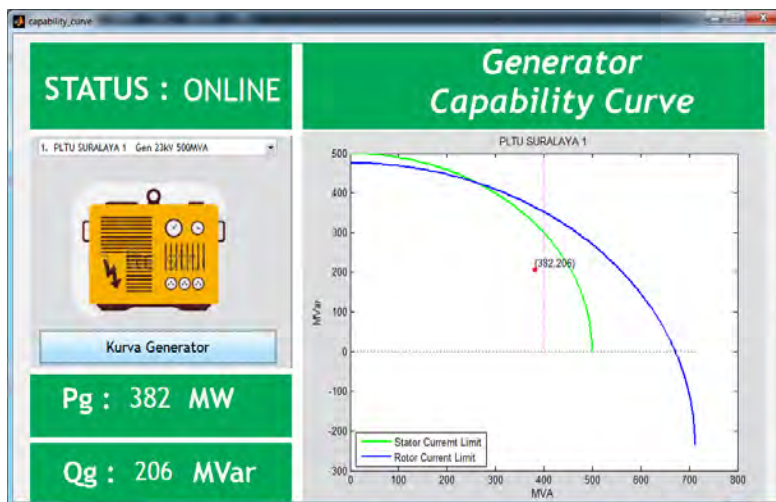 capability_curve
STATUS : ONLINE
Generator
Capability Curve
1. PLTU SURALAYA 1 Gen 23kV 500MVA
Kurva Generator
Pg : 382 MW
Qg : 206 MVar
PLTU SURALAYA 1
500
400
300
200
100
0
-100
-200
-300
MVar
(382,206)
Stator Curremt Limit
Rotor Current Limit
0 100 200 300 400 500 600 700 800
MVA